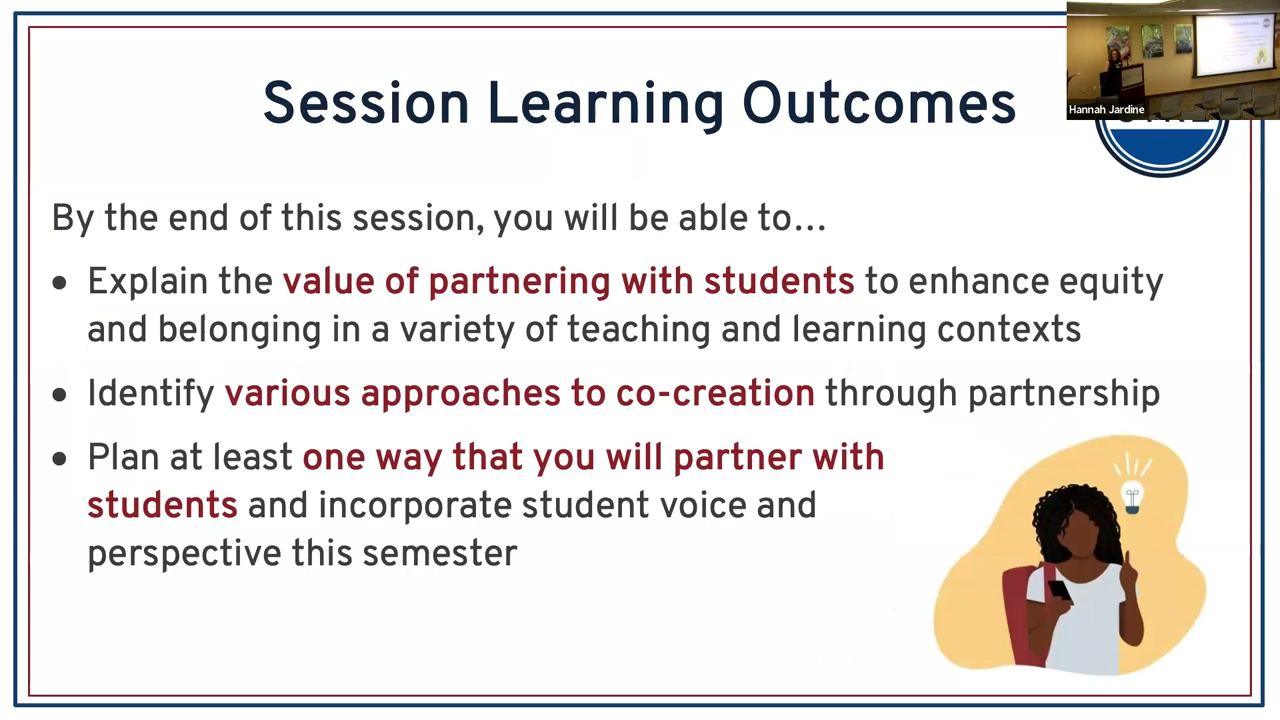 Session Learning Outcomes
Hannah Jardine
By the end of this session, you will be able to...
• Explain the value of partnering with students to enhance equity
and belonging in a variety of teaching and learning contexts
• Identify various approaches to co-creation through partnership
• Plan at least one way that you will partner with
students and incorporate student voice and
perspective this semester